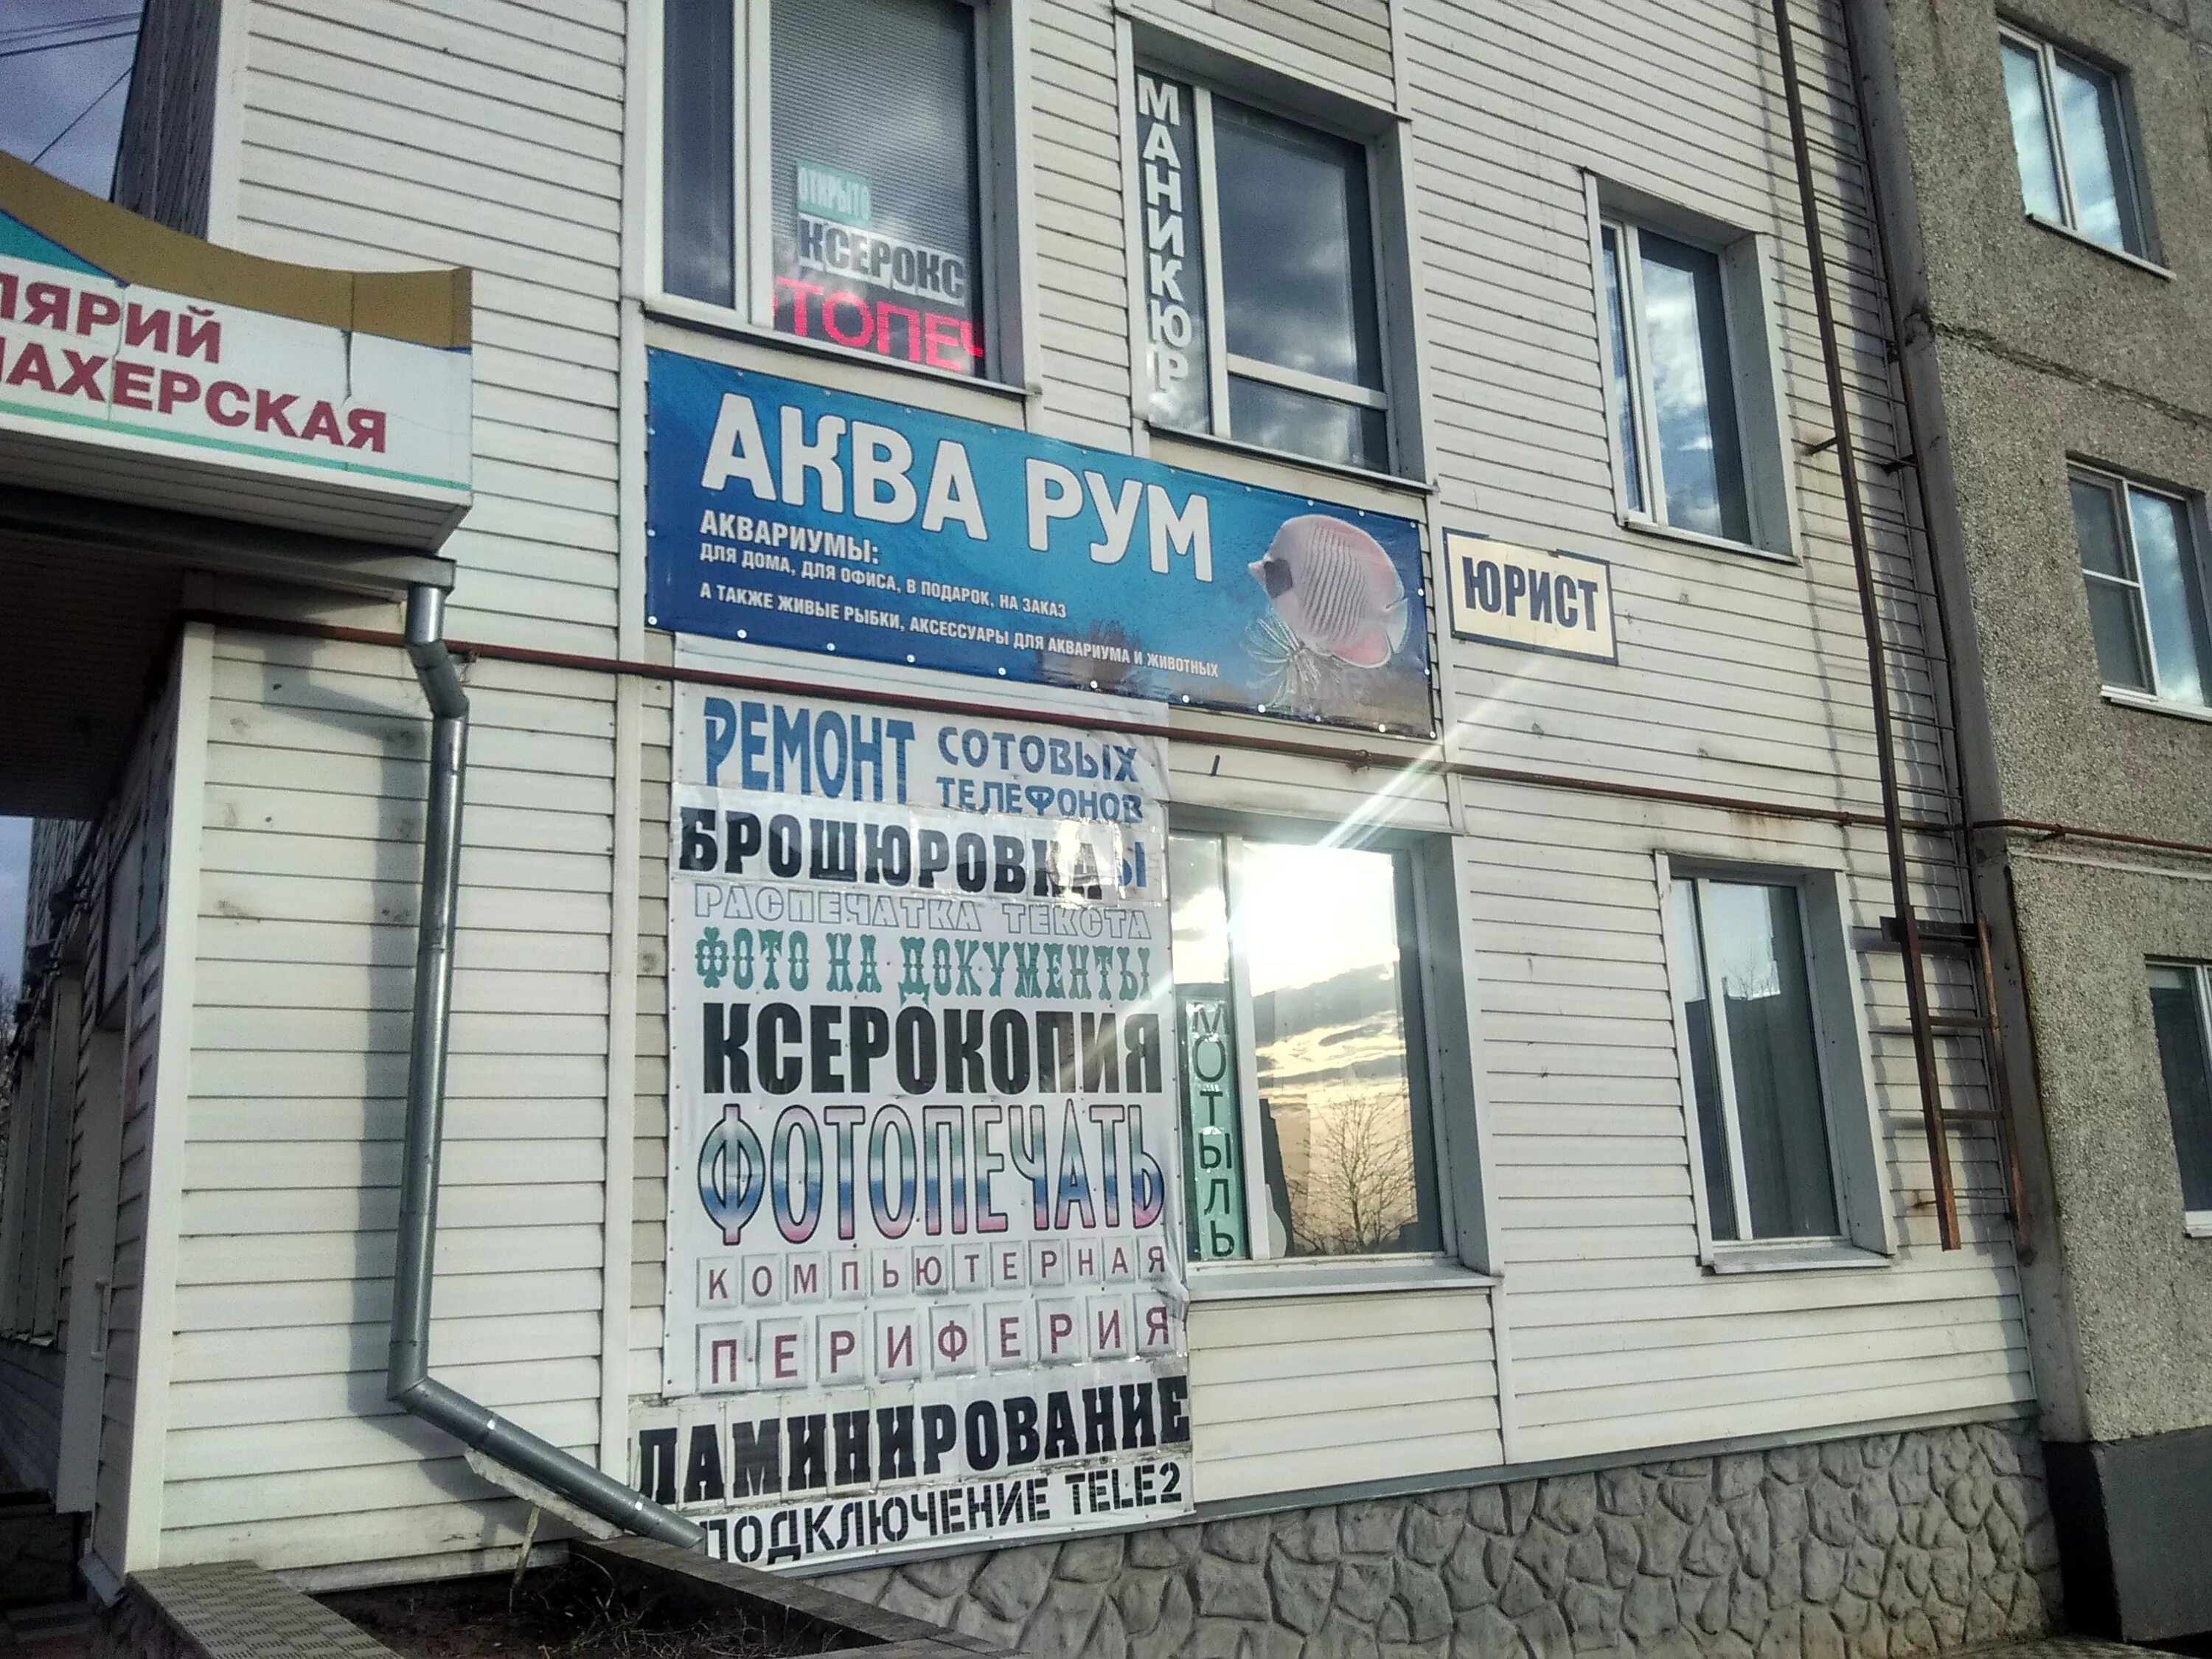 ОТКРЫТО
КСЕРОКС
ТОПЕЧ
МАНИКЮР
ЛЯРИЙ
МАХЕРСКАЯ
АКВА РУМ
АКВАРИУМЫ:
ДЛЯ ДОМА, ДЛЯ ОФИСА, В ПОДАРОК, НА ЗАКАЗ
А ТАКЖЕ ЖИВЫЕ РЫБКИ, АКСЕССУАРЫ ДЛЯ АКВАРИУМА И ЖИВОТНЫХ
ЮРИСТ
РЕМОНТ СОТОВЫХ
ТЕЛЕФОНОВ
БРОШЮРОВКА Ы
РАСПЕЧАТКА ТЕКСТА
ФОТО НА ДОКУМЕНТЫ
КСЕРОКОПИЯ
ФОТОПЕЧАТЬ
КОМПЬЮТЕРНАЯ
ПЕРИФЕРИЯ
ЛАМИНИРОВАНИЕ
ПОДКЛЮЧЕНИЕ TELE2
МОТЫЛЬ